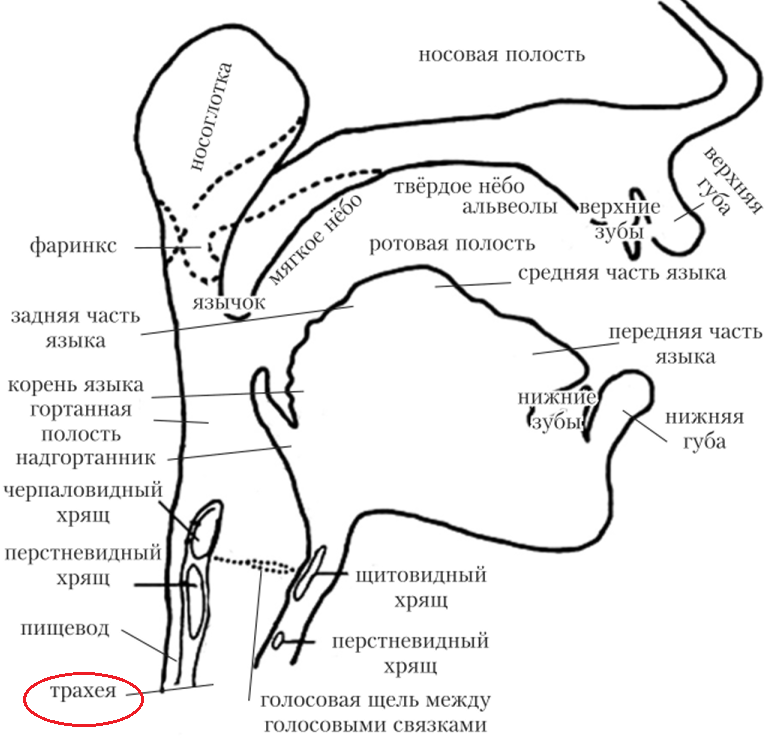 носовая полость
носоглотка
верхняя
губа
твёрдое нёбо
альвеолы
верхние
зубы
мягкое нёбо
фаринкс
ротовая полость
средняя часть языка
язычок
задняя часть
языка
передняя часть
языка
корень языка
гортанная
полость
надгортанник
нижние
зубы
нижняя
губа
черпаловидный
хрящ
перстневидный
хрящ
щитовидный
хрящ
пищевод
перстневидный
хрящ
трахея
голосовая щель между
голосовыми связками